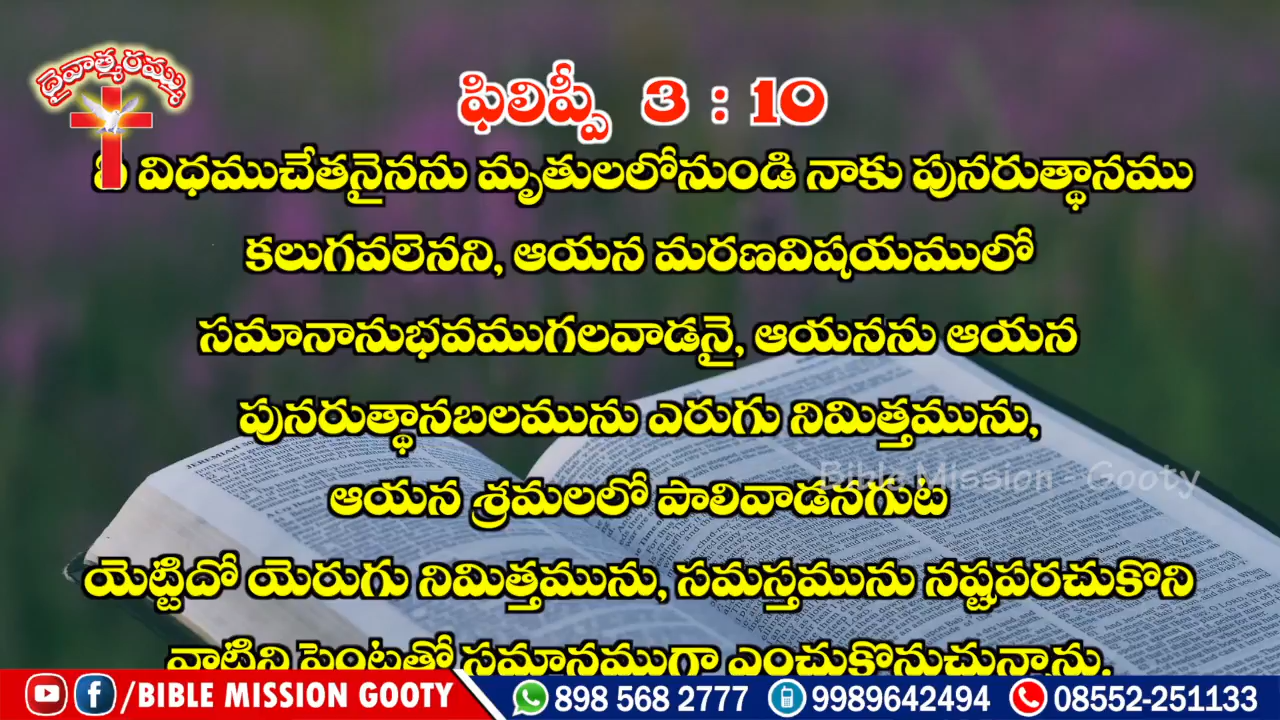 దైవాత్మరమ్ము
ఫిలిప్పీ 3 : 10
విధముచేతనైనను మృతులలోనుండి నాకు పునరుత్థానము
కలుగవలెనని, ఆయన మరణవిషయములో
సమానానుభవముగలవాడనై, ఆయనను ఆయన
పునరుత్థానబలమును ఎరుగు నిమిత్తమును,
ఆయన శ్రమలలో పాలివాడనగుట
Bible Mission - Gooty
యెట్టిదో యెరుగు నిమిత్తమును, సమస్తమును నష్టపరచుకొని
వాటిని పెంటతో సమానముగా ఎంచుకొనుచున్నాను.
/BIBLE MISSION GOOTY 898 568 2777 9989642494 08552-251133